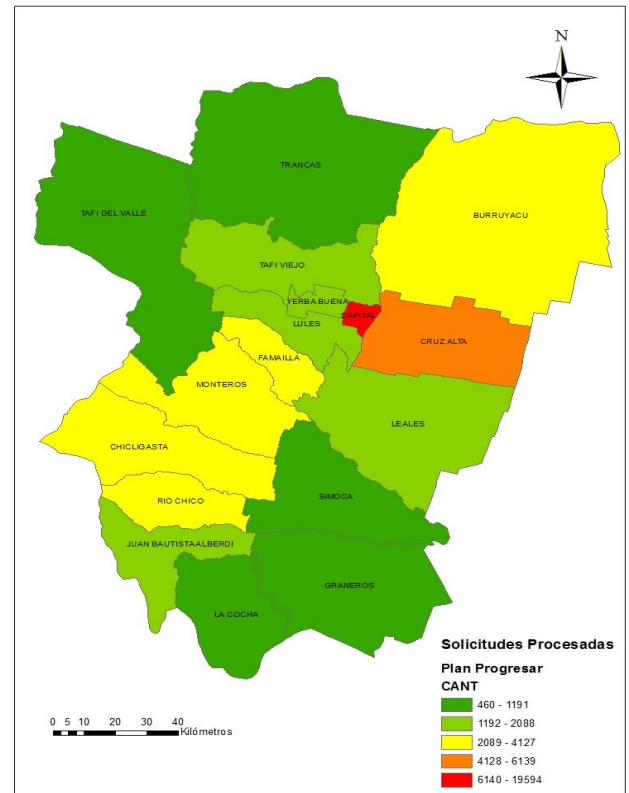 N
TRANCAS
TAFI DEL VALLE
BURRUYACU
TAFI VIEJO
YERBA BUENA
CAPITAL
LULES
CRUZ ALTA
FAMAILLA
MONTEROS
LEALES
CHICLIGASTA
SIMOCA
RIO CHICO
JUAN BAUTISTA ALBERDI
GRANEROS
LA COCHA
Solicitudes Procesadas
Plan Progresar
CANT
460 - 1191
1192 - 2088
2089 - 4127
4128 - 6139
6140 - 19594
0 5 10 20 30 40
Kilómetros